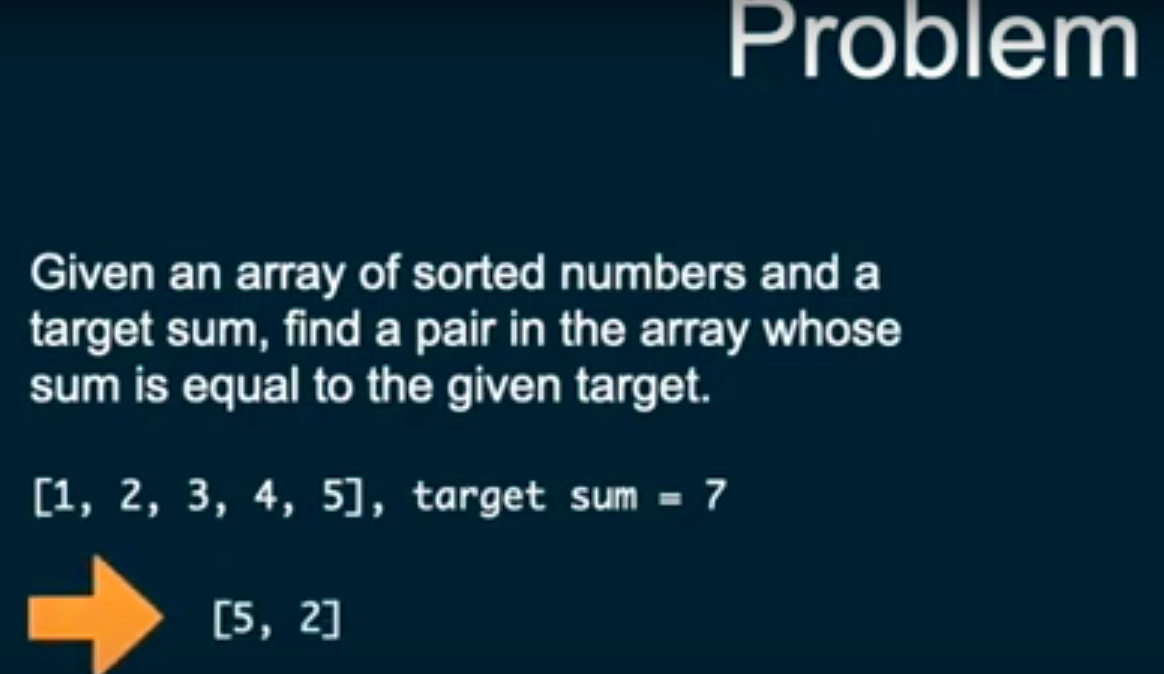 Problem
Given an array of sorted numbers and a
target sum, find a pair in the array whose
sum is equal to the given target.
[1, 2, 3, 4, 5], target sum = 7
[5, 2]